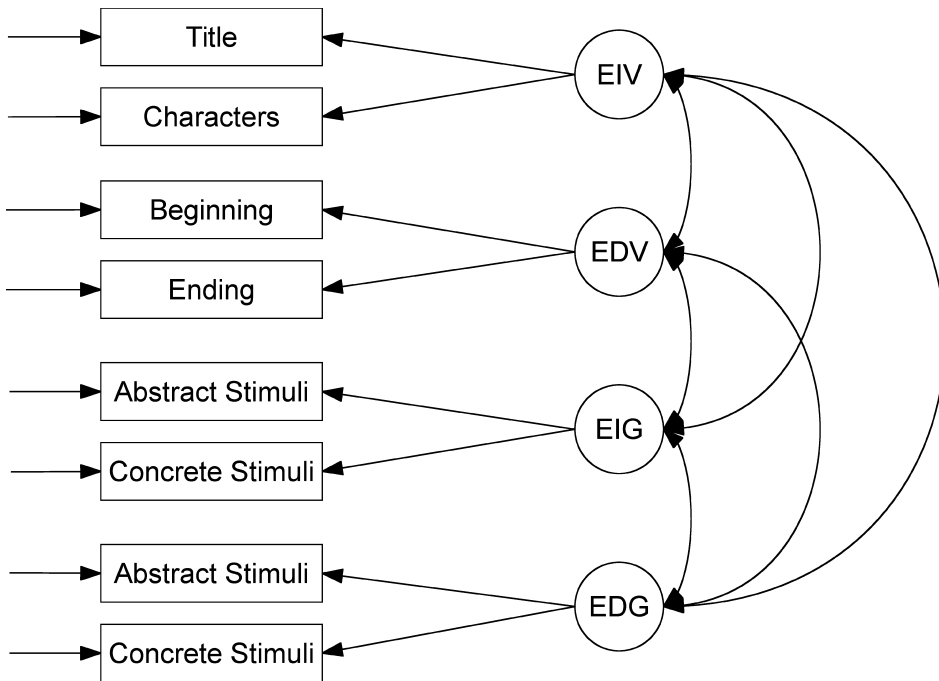 Title
EIV
Characters
Beginning
EDV
Ending
Abstract Stimuli
EIG
Concrete Stimuli
Abstract Stimuli
EDG
Concrete Stimuli